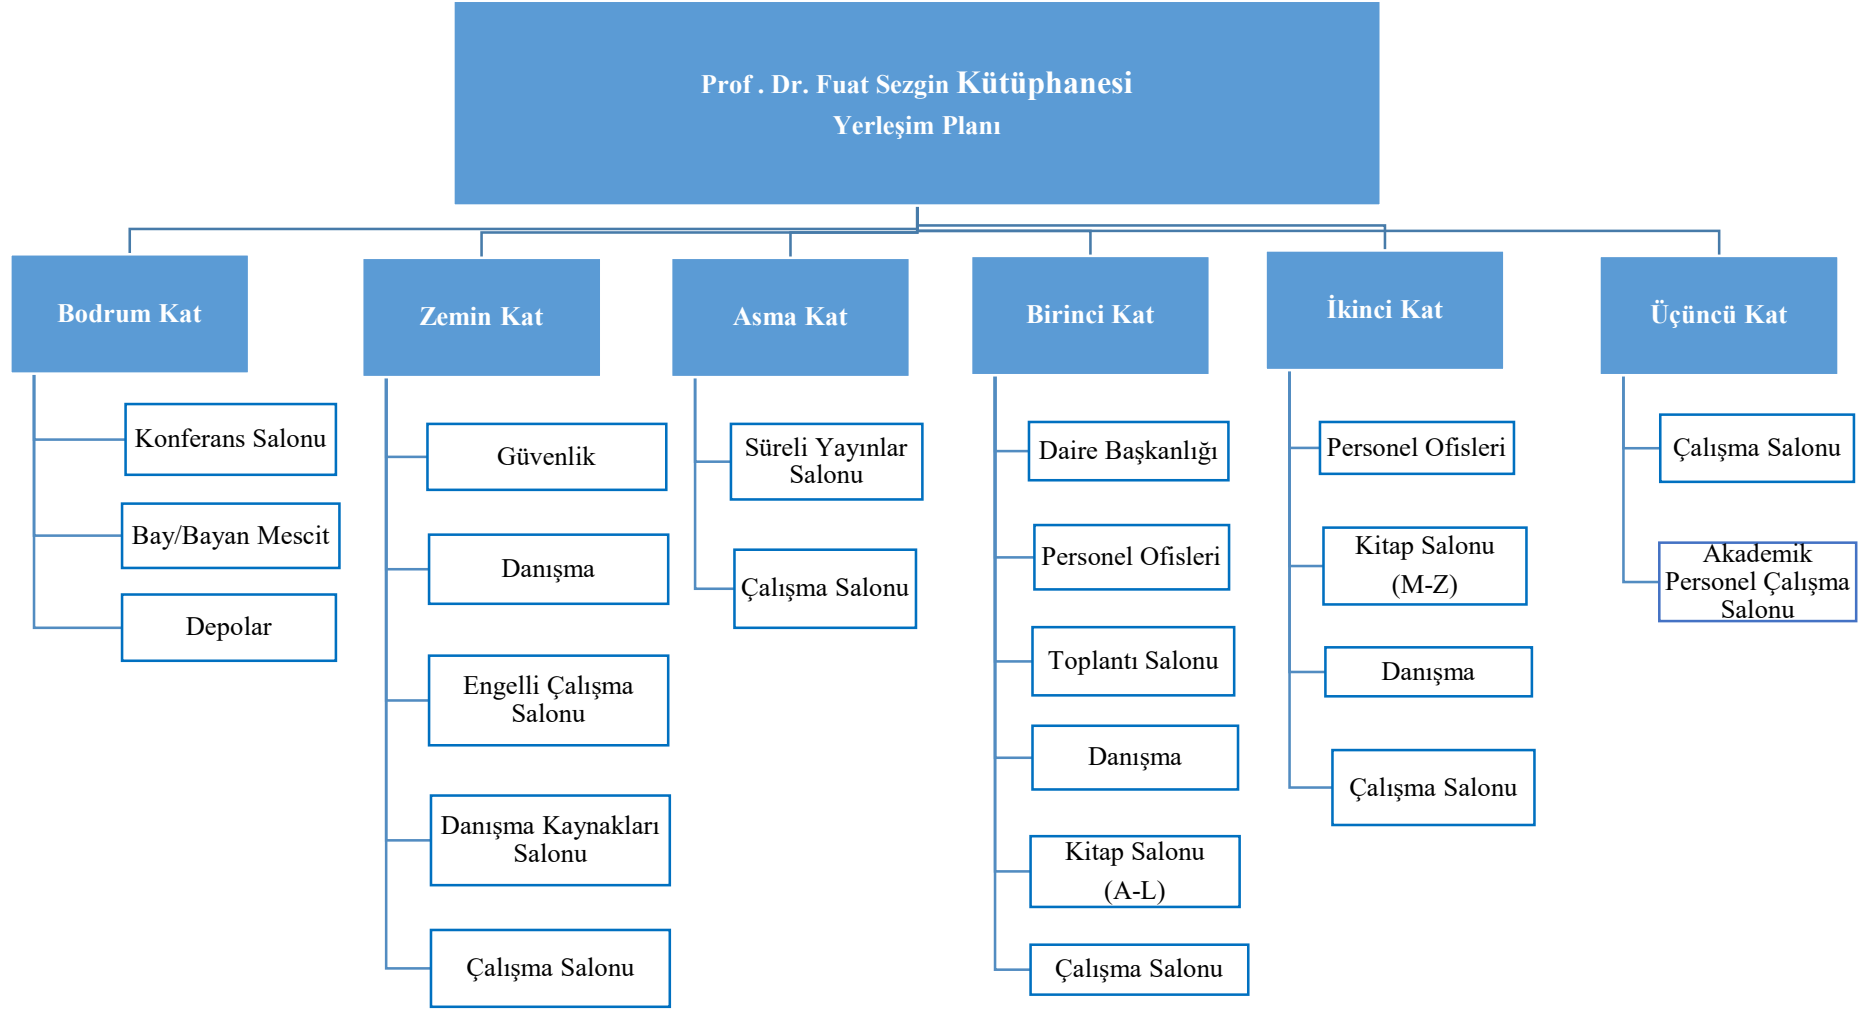 Prof . Dr. Fuat Sezgin Kütüphanesi
Yerleşim Planı
Bodrum Kat
Konferans Salonu
Bay/Bayan Mescit
Depolar
Zemin Kat
Güvenlik
Danışma
Engelli Çalışma
Salonu
Danışma Kaynakları
Salonu
Çalışma Salonu
Asma Kat
Süreli Yayınlar
Salonu
Çalışma Salonu
Birinci Kat
Daire Başkanlığı
Personel Ofisleri
Toplantı Salonu
Danışma
Kitap Salonu
(A-L)
Çalışma Salonu
İkinci Kat
Personel Ofisleri
Kitap Salonu
(M-Z)
Danışma
Çalışma Salonu
Üçüncü Kat
Çalışma Salonu
Akademik
Personel Çalışma
Salonu